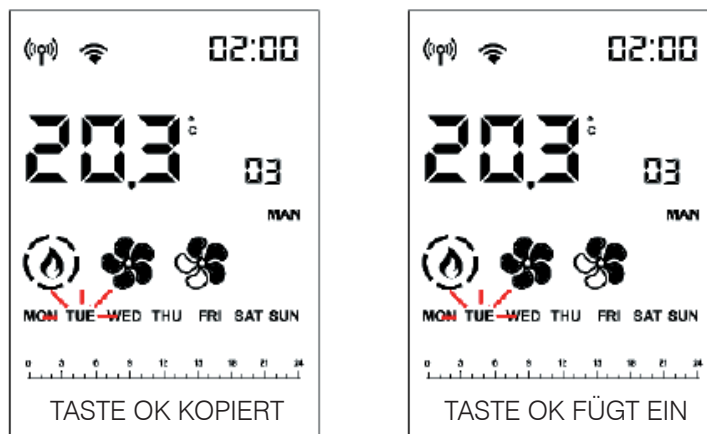 02:00
20.3 °C
03
MAN
MON TUE WED THU FRI SAT SUN
0 3 6 9 12 15 18 21 24
TASTE OK KOPIERT
02:00
20.3 °C
03
MAN
MON TUE WED THU FRI SAT SUN
0 3 6 9 12 15 18 21 24
TASTE OK FÜGT EIN